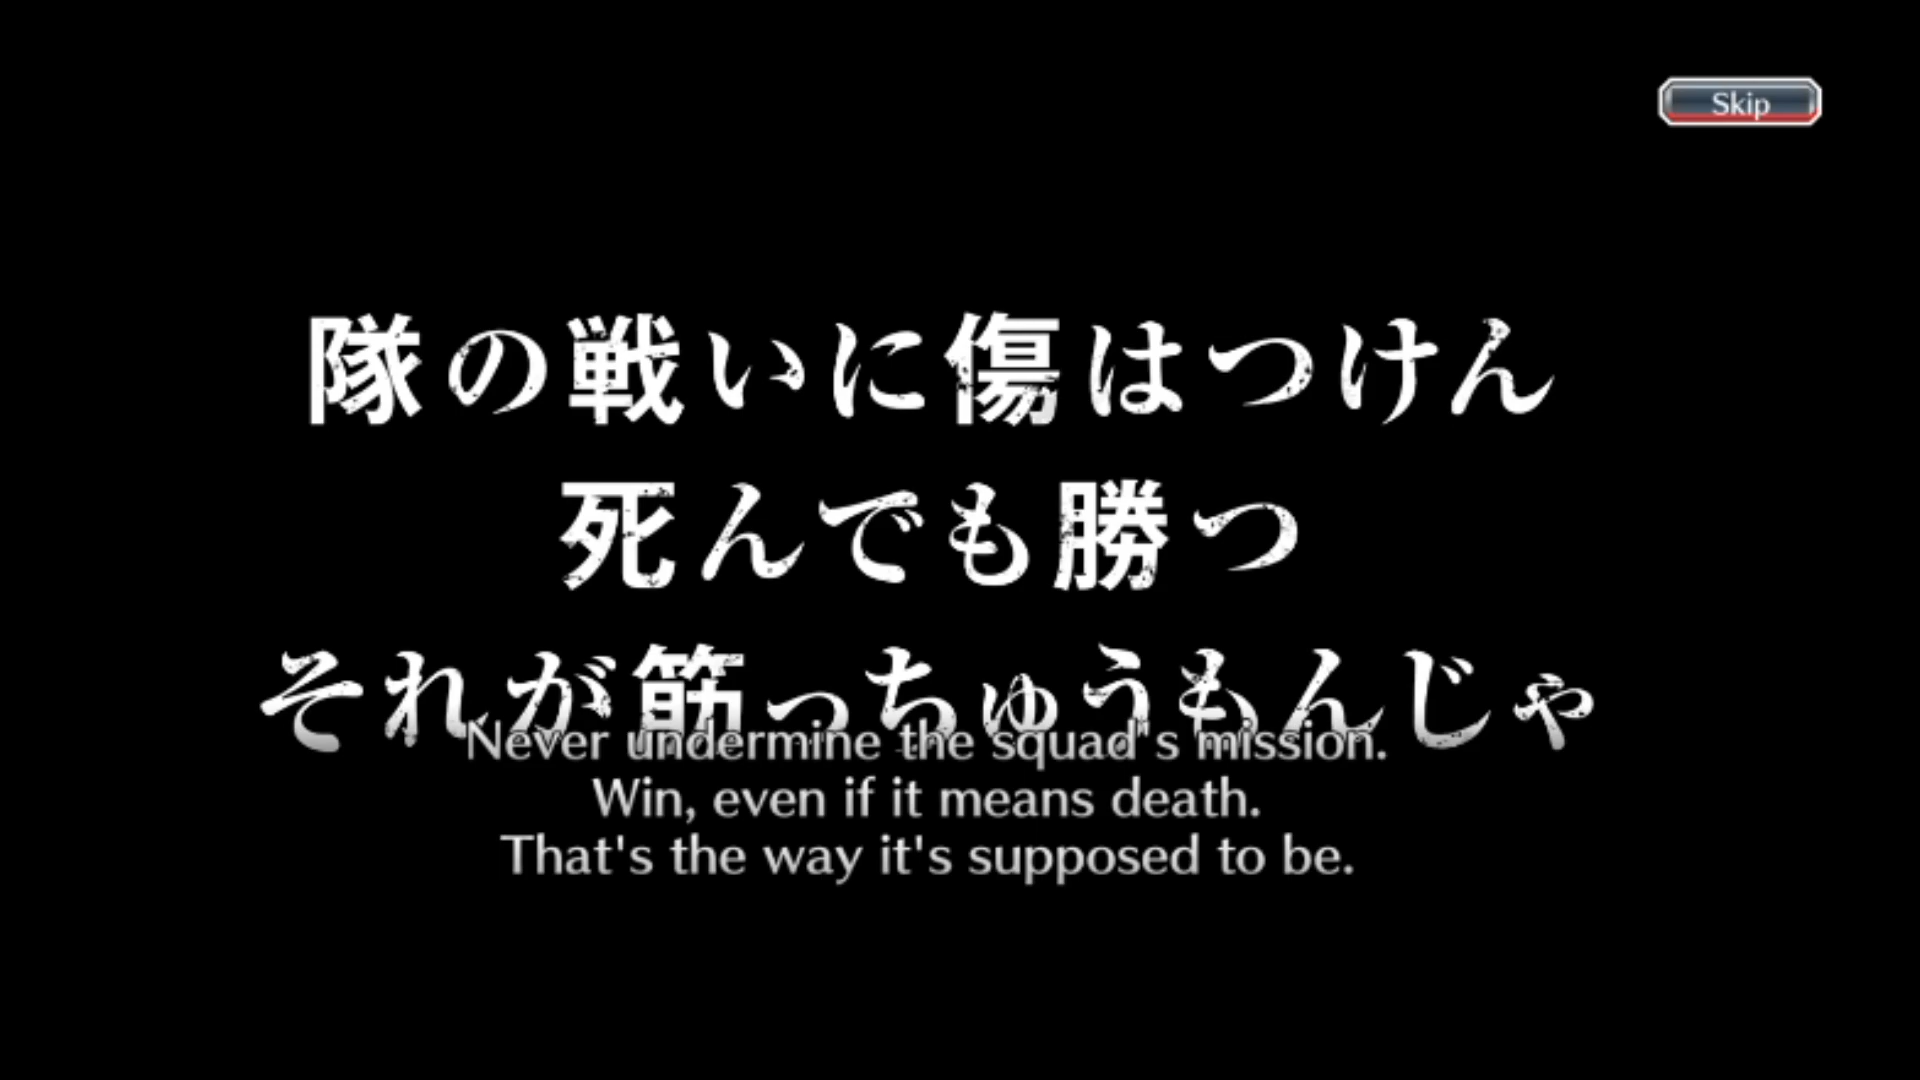 Skip
隊の戦いに傷はつけん
死んでも勝つ
それが筋っちゅうもんじゃ
Never undermine the squad's mission.
Win, even if it means death.
That's the way it's supposed to be.